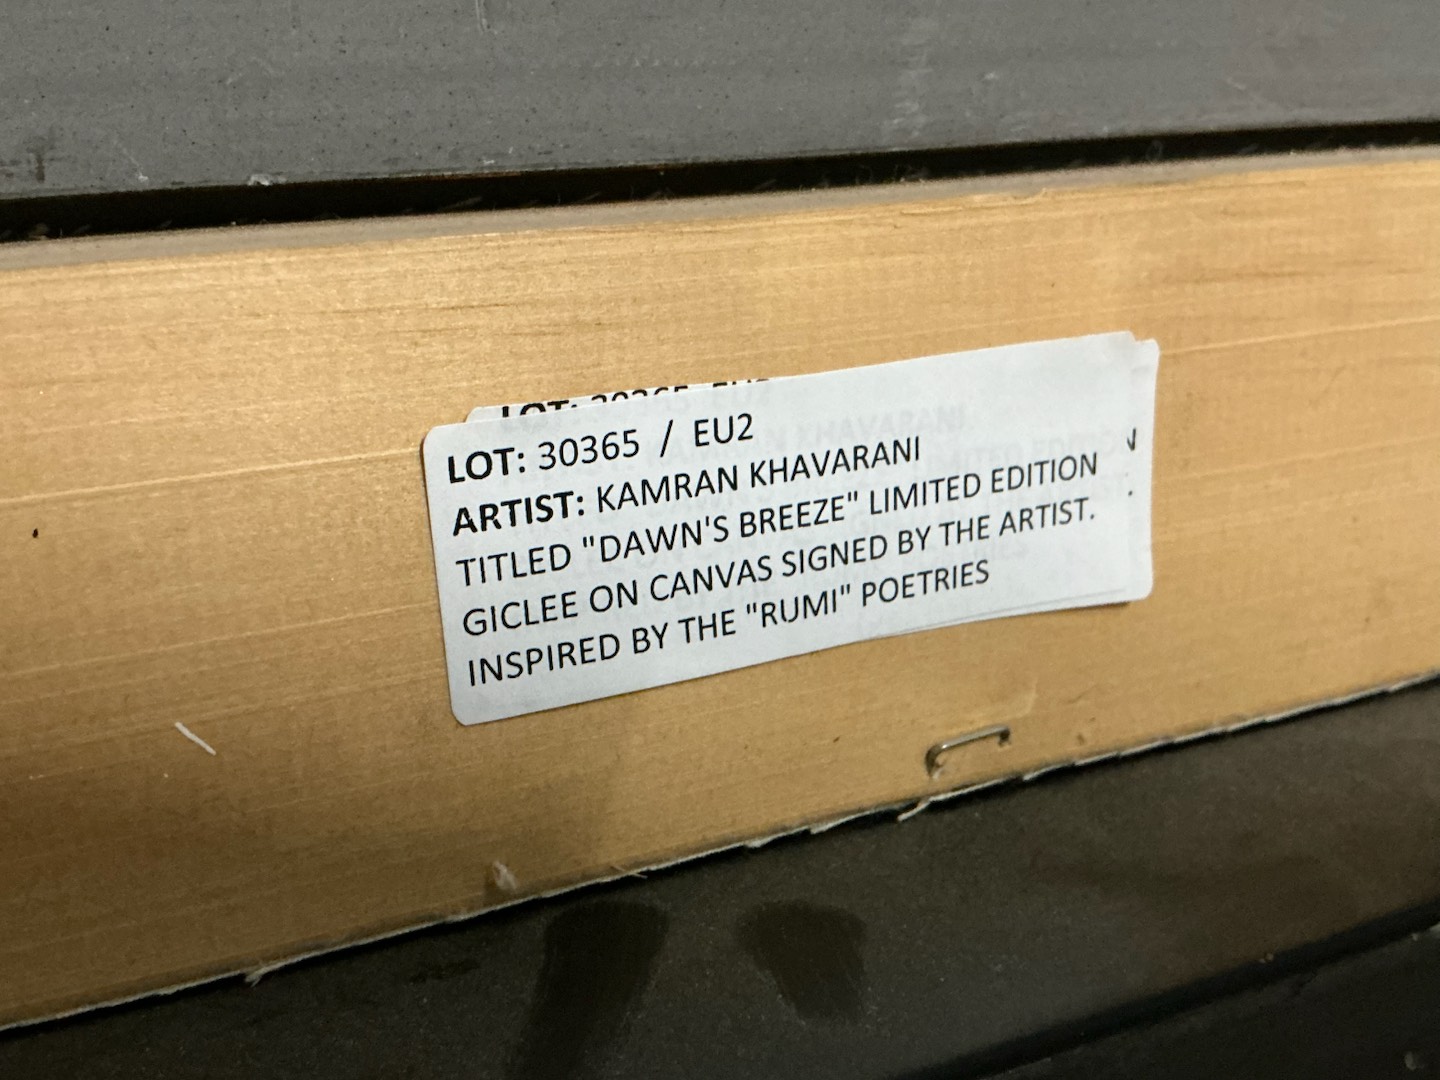 LOT: 30365 / EU2
ARTIST: KAMRAN KHAVARANI
TITLED "DAWN'S BREEZE" LIMITED EDITION
GICLEE ON CANVAS SIGNED BY THE ARTIST.
INSPIRED BY THE "RUMI" POETRIES